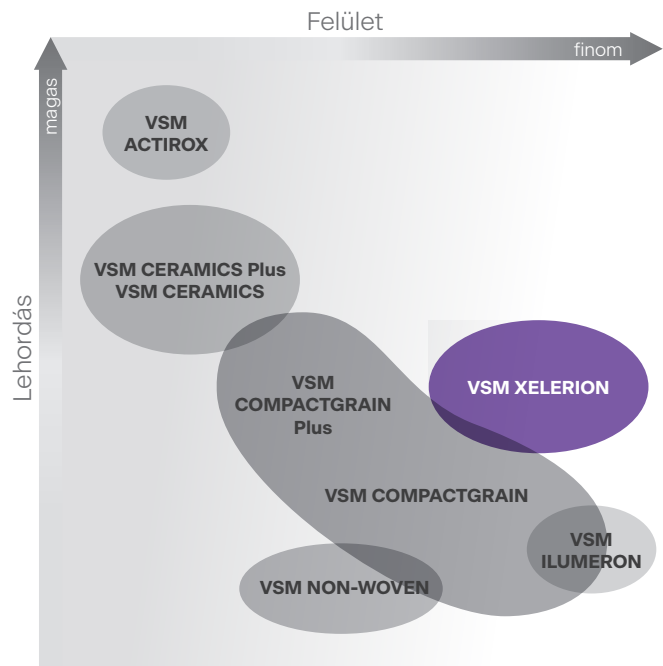 Felület
finom
magas
Lehordás
VSM
ACTIROX
VSM CERAMICS Plus
VSM CERAMICS
VSM
COMPACTGRAIN
Plus
VSM XELERION
VSM COMPACTGRAIN
VSM
ILUMERON
VSM NON-WOVEN